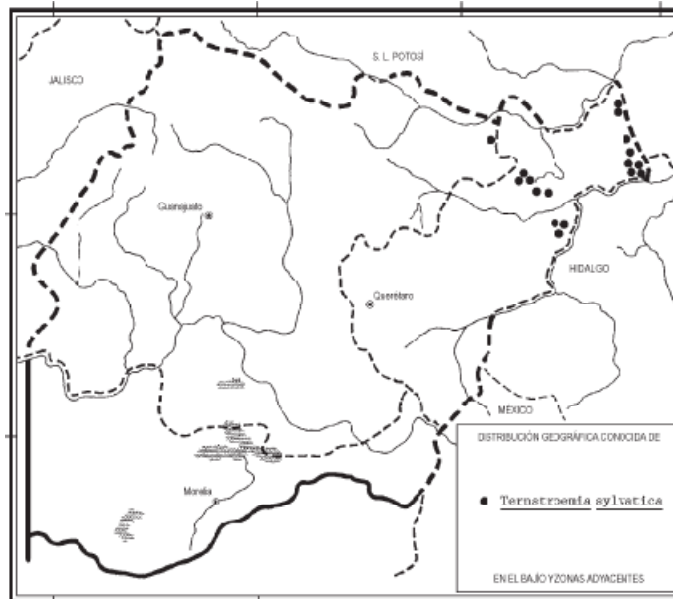 S. L. POTOSÍ
JALISCO
Guanajuato
HIDALGO
Querétaro
MEXICO
DISTRIBUCIÓN GEOGRÁFICA CONOCIDA DE
Ternstroemia sylvatica
Morelia
EN EL BAJÍO Y ZONAS ADYACENTES